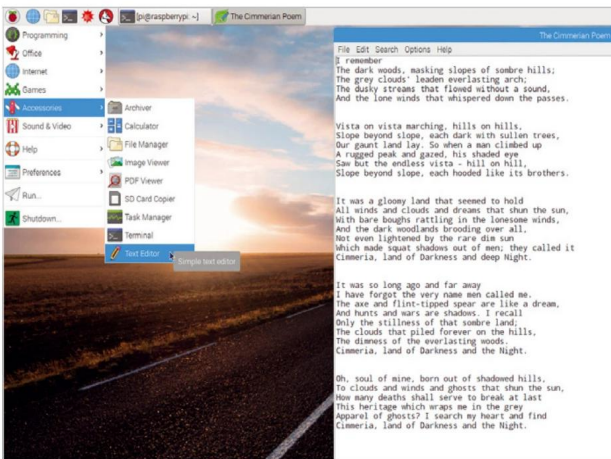 [pi@raspberrypi: ~]
The Cimmerian Poem
Programming
Office
Internet
Games
Accessories
Sound & Video
Help
Preferences
Run...
Shutdown...
Archiver
Calculator
File Manager
Image Viewer
PDF Viewer
SD Card Copier
Task Manager
Terminal
Text Editor
Simple text editor
The Cimmerian Poem
File Edit Search Options Help
I remember
The dark woods, masking slopes of sombre hills;
The grey clouds' leaden everlasting arch;
The dusky streams that flowed without a sound,
And the lone winds that whispered down the passes.
Vista on vista marching, hills on hills,
Slope beyond slope, each dark with sullen trees,
Our gaunt land lay. So when a man climbed up
A rugged peak and gazed, his shaded eye
Saw but the endless vista - hill on hill,
Slope beyond slope, each hooded like its brothers.
It was a gloomy land that seemed to hold
All winds and clouds and dreams that shun the sun,
With bare boughs rattling in the lonesome winds,
And the dark woodlands brooding over all,
Not even lightened by the rare dim sun
Which made squat shadows out of men; they called it
Cimmeria, land of Darkness and deep Night.
It was so long ago and far away
I have forgot the very name men called me.
The axe and flint-tipped spear are like a dream,
And hunts and wars are shadows. I recall
Only the stillness of that sombre land;
The clouds that piled forever on the hills,
The dimness of the everlasting woods.
Cimmeria, land of Darkness and the Night.
Oh, soul of mine, born out of shadowed hills,
To clouds and winds and ghosts that shun the sun,
How many deaths shall serve to break at last
This heritage which wraps me in the grey
Apparel of ghosts? I search my heart and find
Cimmeria, land of Darkness and the Night.